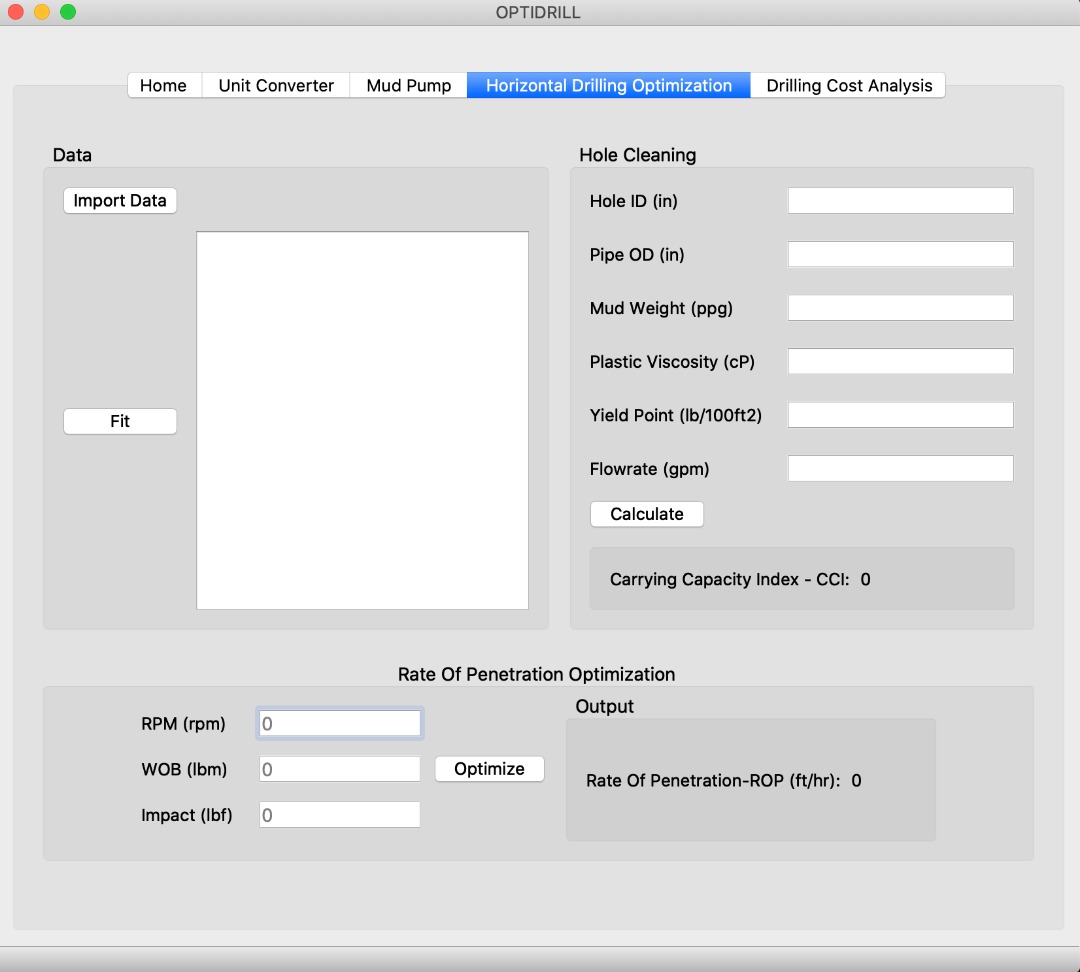 OPTIDRILL
Home
Unit Converter
Mud Pump
Horizontal Drilling Optimization
Drilling Cost Analysis
Data
Import Data
Fit
Hole Cleaning
Hole ID (in)
Pipe OD (in)
Mud Weight (ppg)
Plastic Viscosity (cP)
Yield Point (lb/100ft2)
Flowrate (gpm)
Calculate
Carrying Capacity Index - CCI: 0
Rate Of Penetration Optimization
RPM (rpm) 0
WOB (lbm) 0
Optimize
Impact (lbf) 0
Output
Rate Of Penetration-ROP (ft/hr): 0